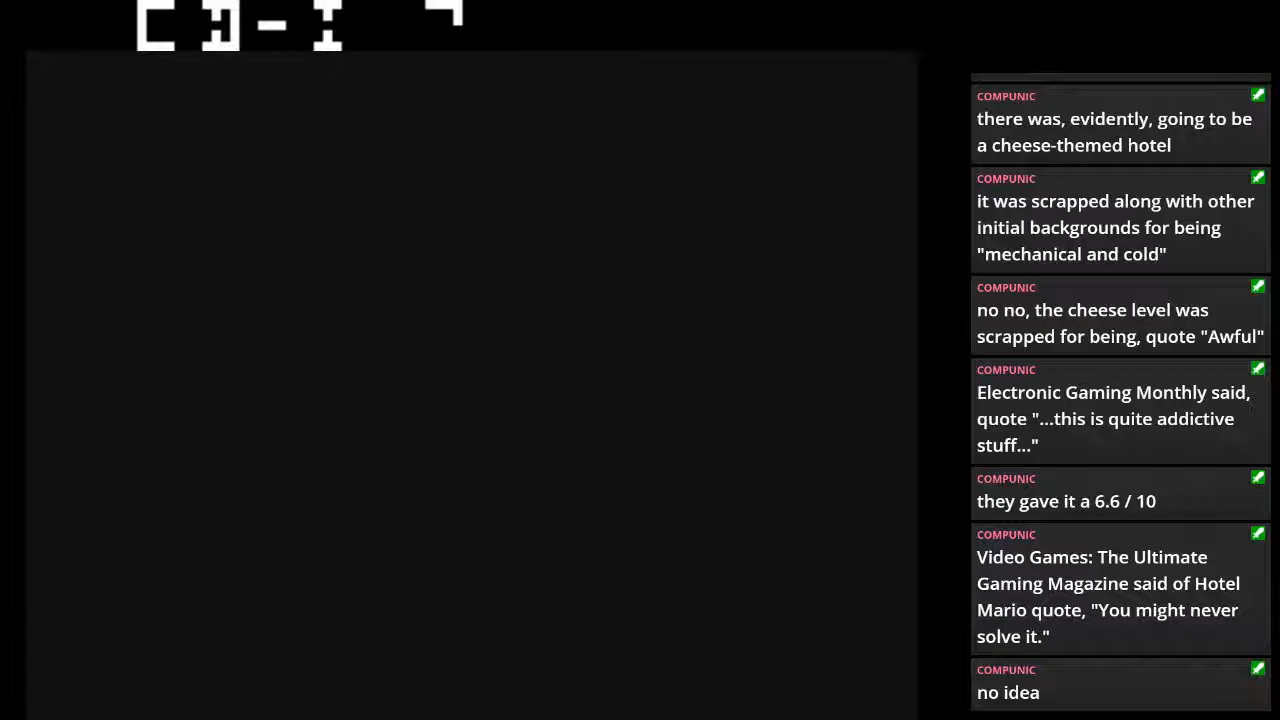 CD-I
COMPUNIC
there was, evidently, going to be
a cheese-themed hotel
COMPUNIC
it was scrapped along with other
initial backgrounds for being
"mechanical and cold"
COMPUNIC
no no, the cheese level was
scrapped for being, quote "Awful"
COMPUNIC
Electronic Gaming Monthly said,
quote "...this is quite addictive
stuff..."
COMPUNIC
they gave it a 6.6 / 10
COMPUNIC
Video Games: The Ultimate
Gaming Magazine said of Hotel
Mario quote, "You might never
solve it."
COMPUNIC
no idea